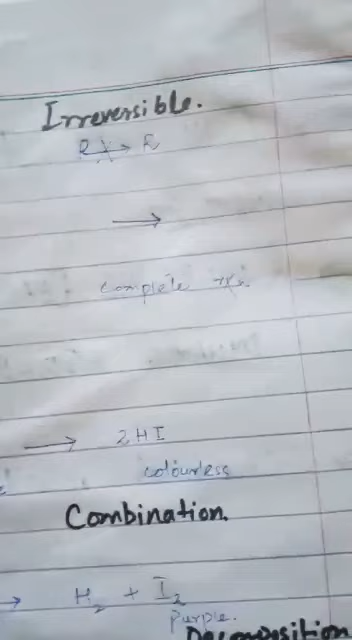 Irreversible.
→
complete rxs.
→ 2HI
colourless
Combination.
→ H₂ + I₂
Purple.
Decomposition